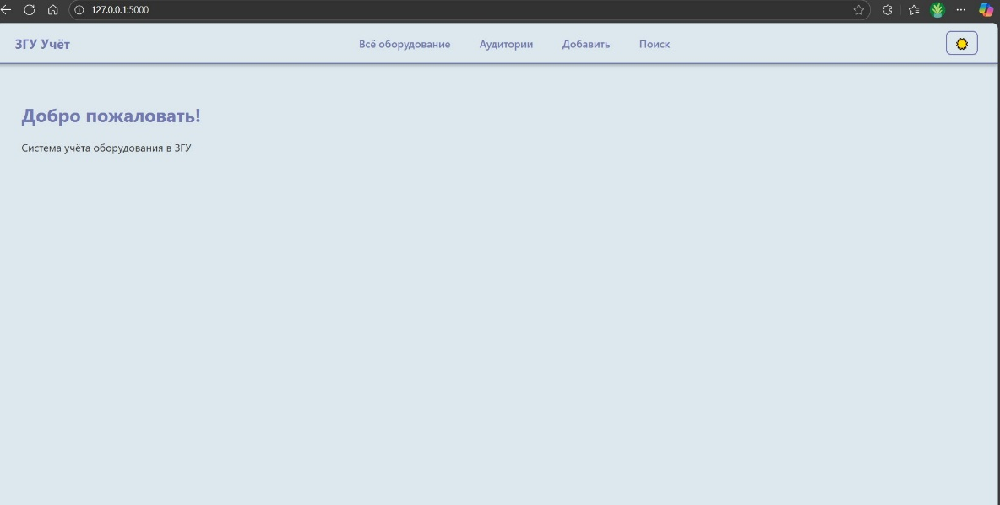 127.0.0.1:5000
ЗГУ Учёт Всё оборудование Аудитории Добавить Поиск
Добро пожаловать!
Система учёта оборудования в ЗГУ